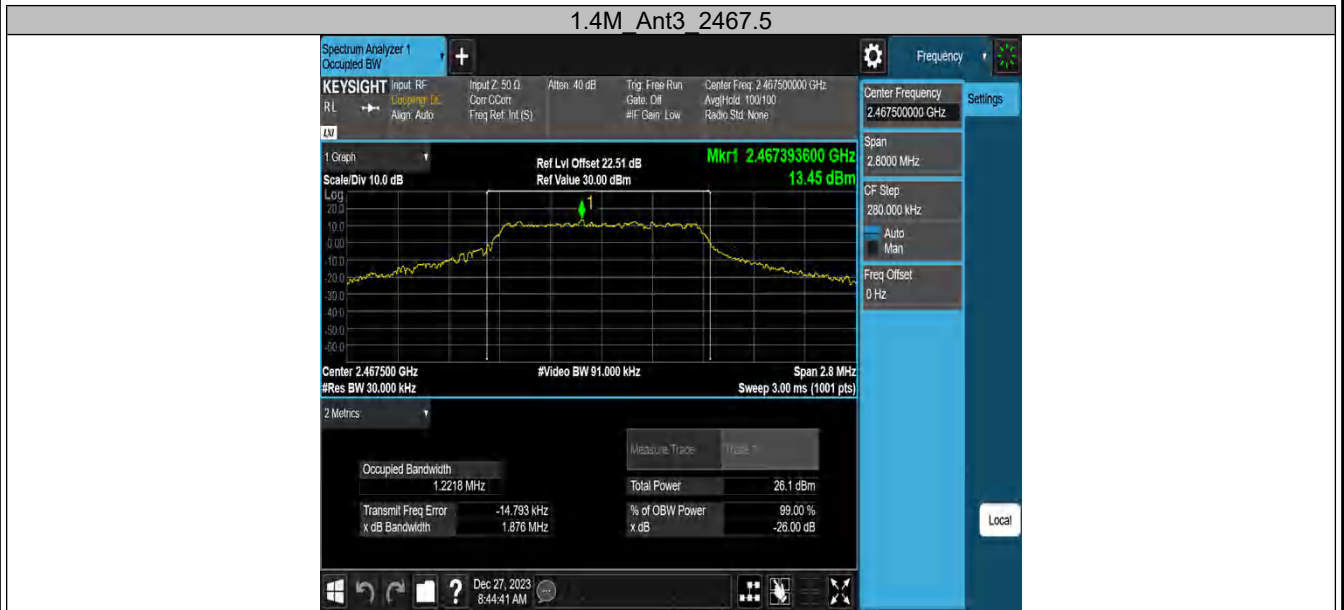 1.4M_Ant3_2467.5
Spectrum Analyzer 1
Occupied BW
+
Frequency
KEYSIGHT
R L
LXI
Input: RF
Coupling: DC
Align: Auto
Input Z: 50 Ω
Corr CCorr
Freq Ref: Int (S)
Atten: 40 dB
Trig: Free Run
Gate: Off
#IF Gain: Low
Center Freq: 2.467500000 GHz
Avg|Hold: 100/100
Radio Std: None
Center Frequency
2.467500000 GHz
Settings
Span
2.8000 MHz
CF Step
280.000 kHz
Auto
Man
Freq Offset
0 Hz
Local
1 Graph
Scale/Div 10.0 dB
Ref Lvl Offset 22.51 dB
Ref Value 30.00 dBm
Mkr1 2.467393600 GHz
13.45 dBm
Log
20.0
10.0
0.00
-10.0
-20.0
-30.0
-40.0
-50.0
-60.0
1
Center 2.467500 GHz
#Res BW 30.000 kHz
#Video BW 91.000 kHz
Span 2.8 MHz
Sweep 3.00 ms (1001 pts)
2 Metrics
Measure Trace
Trace 1
Occupied Bandwidth
1.2218 MHz
Total Power
26.1 dBm
Transmit Freq Error
-14.793 kHz
% of OBW Power
99.00 %
x dB Bandwidth
1.876 MHz
x dB
-26.00 dB
?
Dec 27, 2023
8:44:41 AM